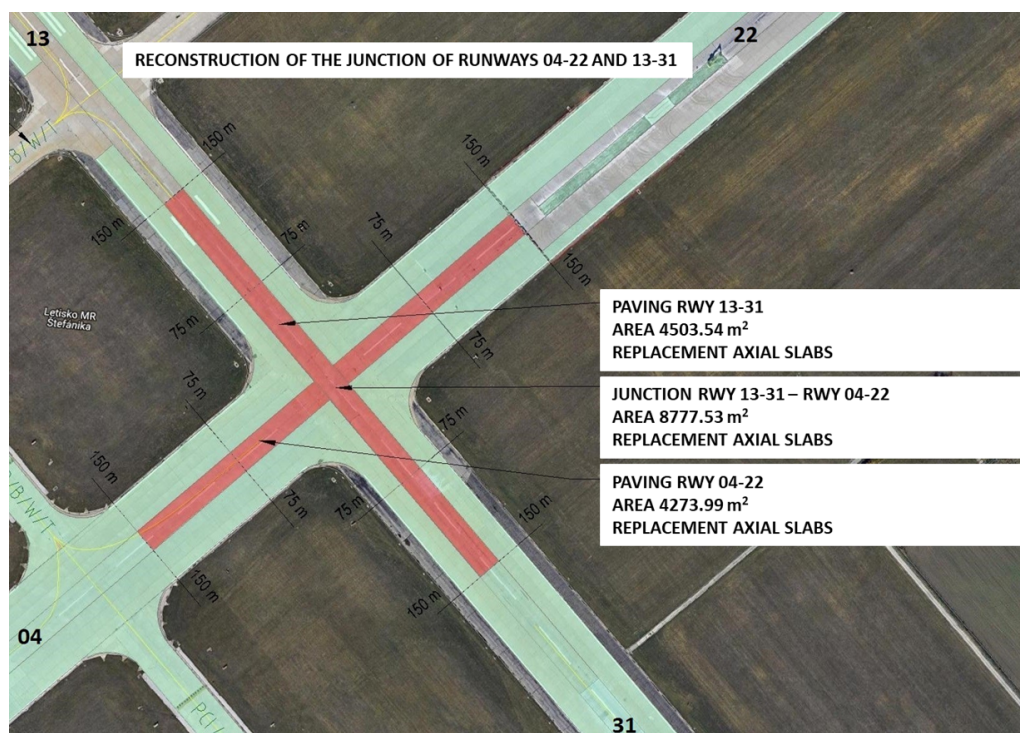 13
22
RECONSTRUCTION OF THE JUNCTION OF RUNWAYS 04-22 AND 13-31
B/W/T
150 m
150 m
150 m
75 m
75 m
150 m
Letisko MR
Štefánika
75 m
75 m
PAVING RWY 13-31
AREA 4503.54 m²
REPLACEMENT AXIAL SLABS
JUNCTION RWY 13-31 – RWY 04-22
AREA 8777.53 m²
REPLACEMENT AXIAL SLABS
75 m
75 m
150 m
75 m
75 m
PAVING RWY 04-22
AREA 4273.99 m²
REPLACEMENT AXIAL SLABS
/B/W/T
150 m
150 m
150 m
04
31